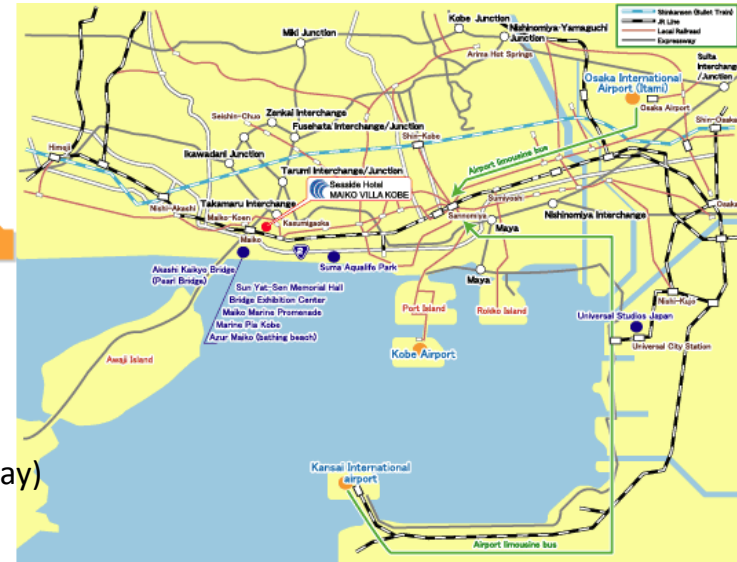 Shinkansen (Bullet Train)
JR Line
Local Railroad
Expressway
Kobe Junction
Nishinomiya-Yamaguchi
Junction
Miki Junction
Arima Hot Springs
Suita
Interchange
/Junction
Osaka International
Airport (Itami)
Osaka Airport
Seishin-Chuo
Zenkai Interchange
Fusehata Interchange/Junction
Shin-Kobe
Shin-Osaka
Himeji
Ikawadani Junction
Airport limousine bus
Tarumi Interchange/Junction
Seaside Hotel
MAIKO VILLA KOBE
Nishi-Akashi
Takamaru Interchange
Maiko-Koen
Kasumigaoka
Maiko
Sumiyoshi
Sannomiya
Maya
Nishinomiya Interchange
Osaka
2
Suma Aqualife Park
Akashi Kaikyo Bridge
(Pearl Bridge)
Maya
Sun Yat-Sen Memorial Hall
Bridge Exhibition Center
Maiko Marine Promenade
Marine Pia Kobe
Azur Maiko (bathing beach)
Port Island
Rokko Island
Nishi-Kujo
Universal Studios Japan
Universal City Station
Kobe Airport
Awaji Island
ay)
Kansai International
airport
Airport limousine bus